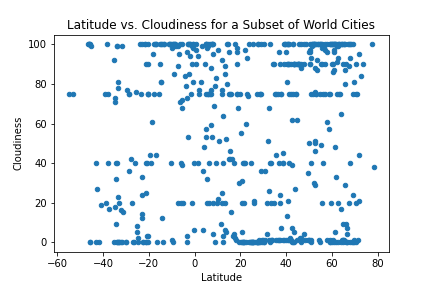 Latitude vs. Cloudiness for a Subset of World Cities
100
80
60
40
20
0
Cloudiness
−60 −40 −20 0 20 40 60 80
Latitude